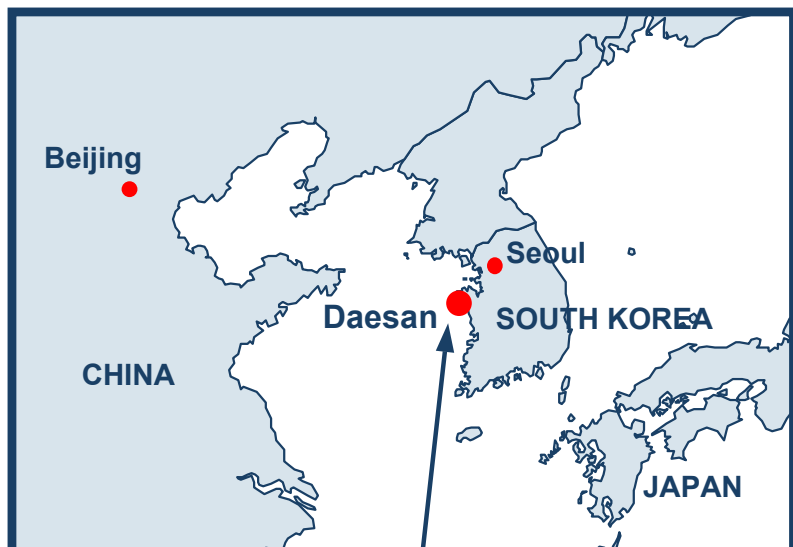 Beijing
Seoul
Daesan
SOUTH KOREA
CHINA
JAPAN